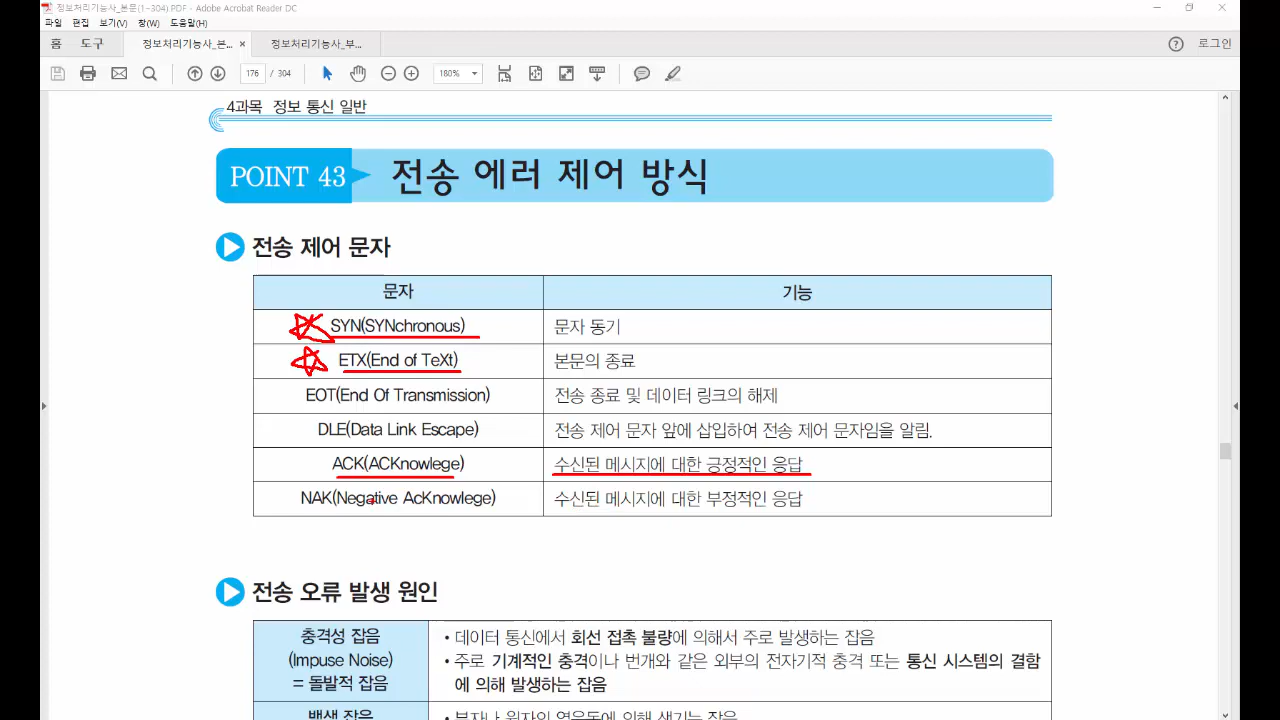 정보처리기능사_본문(1-304).PDF - Adobe Acrobat Reader DC
파일 편집 보기(V) 창(W) 도움말(H)
홈 도구 정보처리기능사_본... × 정보처리기능사_부... ? 로그인
176 / 304 180%
4과목 정보 통신 일반
POINT 43 전송 에러 제어 방식
전송 제어 문자
문자 기능
SYN(SYNchronous) 문자 동기
ETX(End of TeXt) 본문의 종료
EOT(End Of Transmission) 전송 종료 및 데이터 링크의 해제
DLE(Data Link Escape) 전송 제어 문자 앞에 삽입하여 전송 제어 문자임을 알림.
ACK(ACKnowlege) 수신된 메시지에 대한 긍정적인 응답
NAK(Negative AcKnowlege) 수신된 메시지에 대한 부정적인 응답
전송 오류 발생 원인
충격성 잡음
(Impuse Noise)
= 돌발적 잡음
• 데이터 통신에서 회선 접촉 불량에 의해서 주로 발생하는 잡음
• 주로 기계적인 충격이나 번개와 같은 외부의 전자기적 충격 또는 통신 시스템의 결함
에 의해 발생하는 잡음